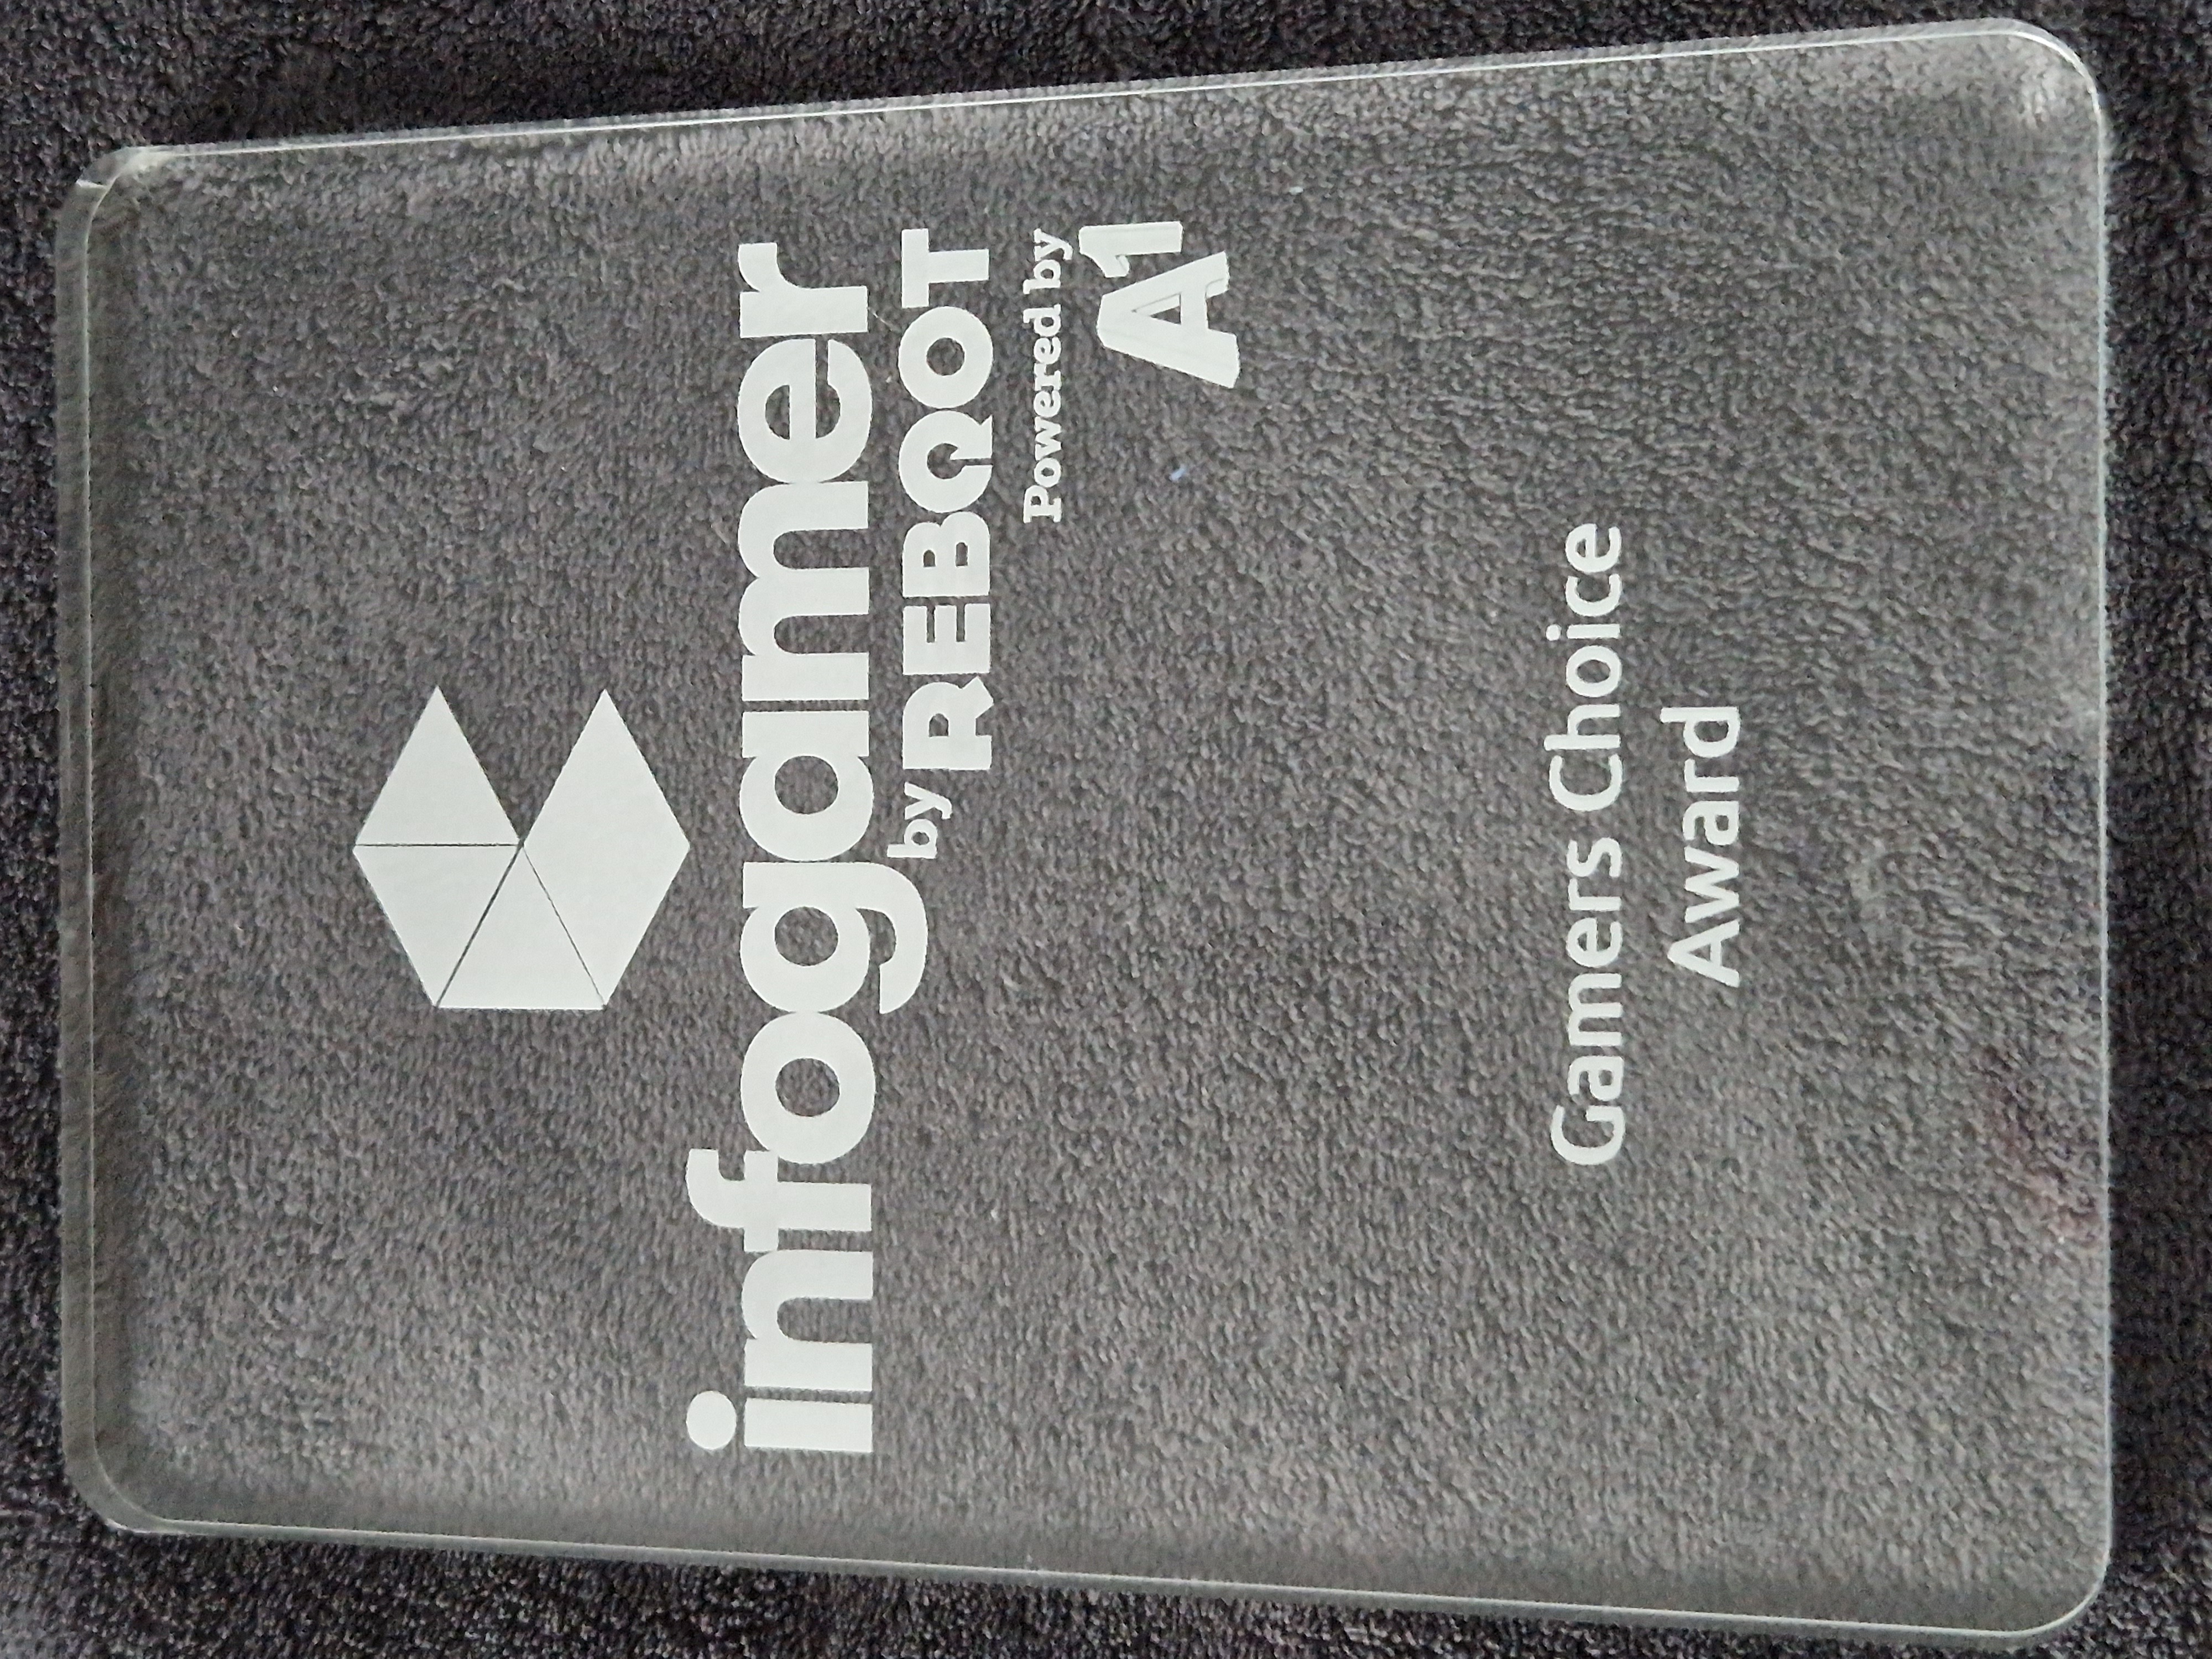 infogamer
by REBOOT
Powered by
A1
Gamers Choice
Award